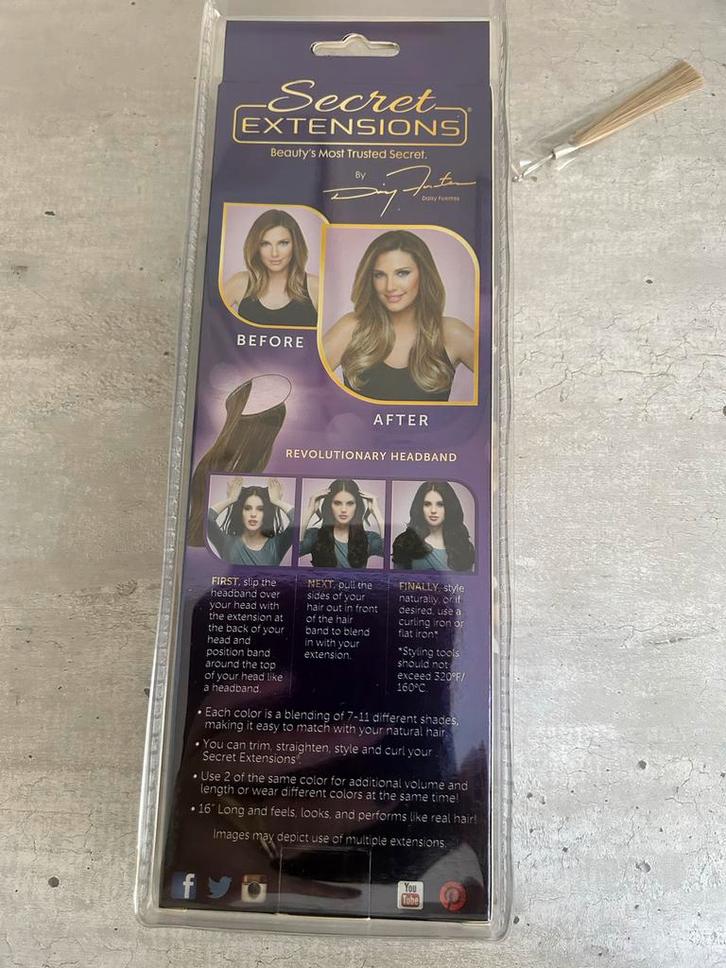 Secret
EXTENSIONS®
Beauty's Most Trusted Secret.
By
Daisy Fuentes
Daisy Fuentes
BEFORE
AFTER
REVOLUTIONARY HEADBAND
FIRST, slip the
headband over
your head with
the extension at
the back of your
head and
position band
around the top
of your head like
a headband.
NEXT, pull the
sides of your
hair out in front
of the hair
band to blend
in with your
extension.
FINALLY, style
naturally, or if
desired, use a
curling iron or
flat iron*
*Styling tools
should not
exceed 320ºF/
160ºC.
• Each color is a blending of 7-11 different shades,
making it easy to match with your natural hair.
• You can trim, straighten, style and curl your
Secret Extensions®.
• Use 2 of the same color for additional volume and
length or wear different colors at the same time!
• 16" Long and feels, looks, and performs like real hair!
Images may depict use of multiple extensions.
f
You
Tube